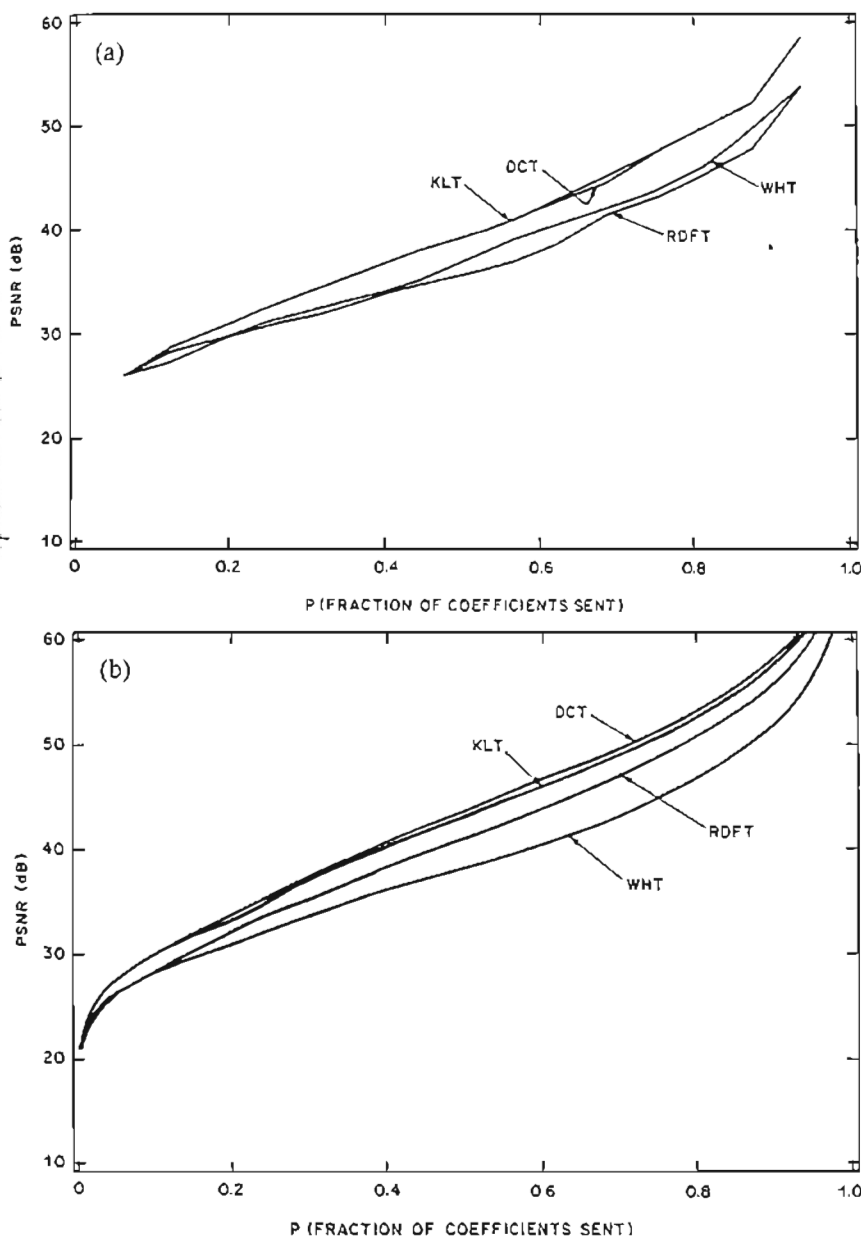 (a)
60
50
40
30
20
10
PSNR (dB)
KLT
DCT
WHT
RDFT
0 0.2 0.4 0.6 0.8 1.0
P (FRACTION OF COEFFICIENTS SENT)
(b)
60
50
40
30
20
10
PSNR (dB)
DCT
KLT
RDFT
WHT
0 0.2 0.4 0.6 0.8 1.0
P (FRACTION OF COEFFICIENTS SENT)